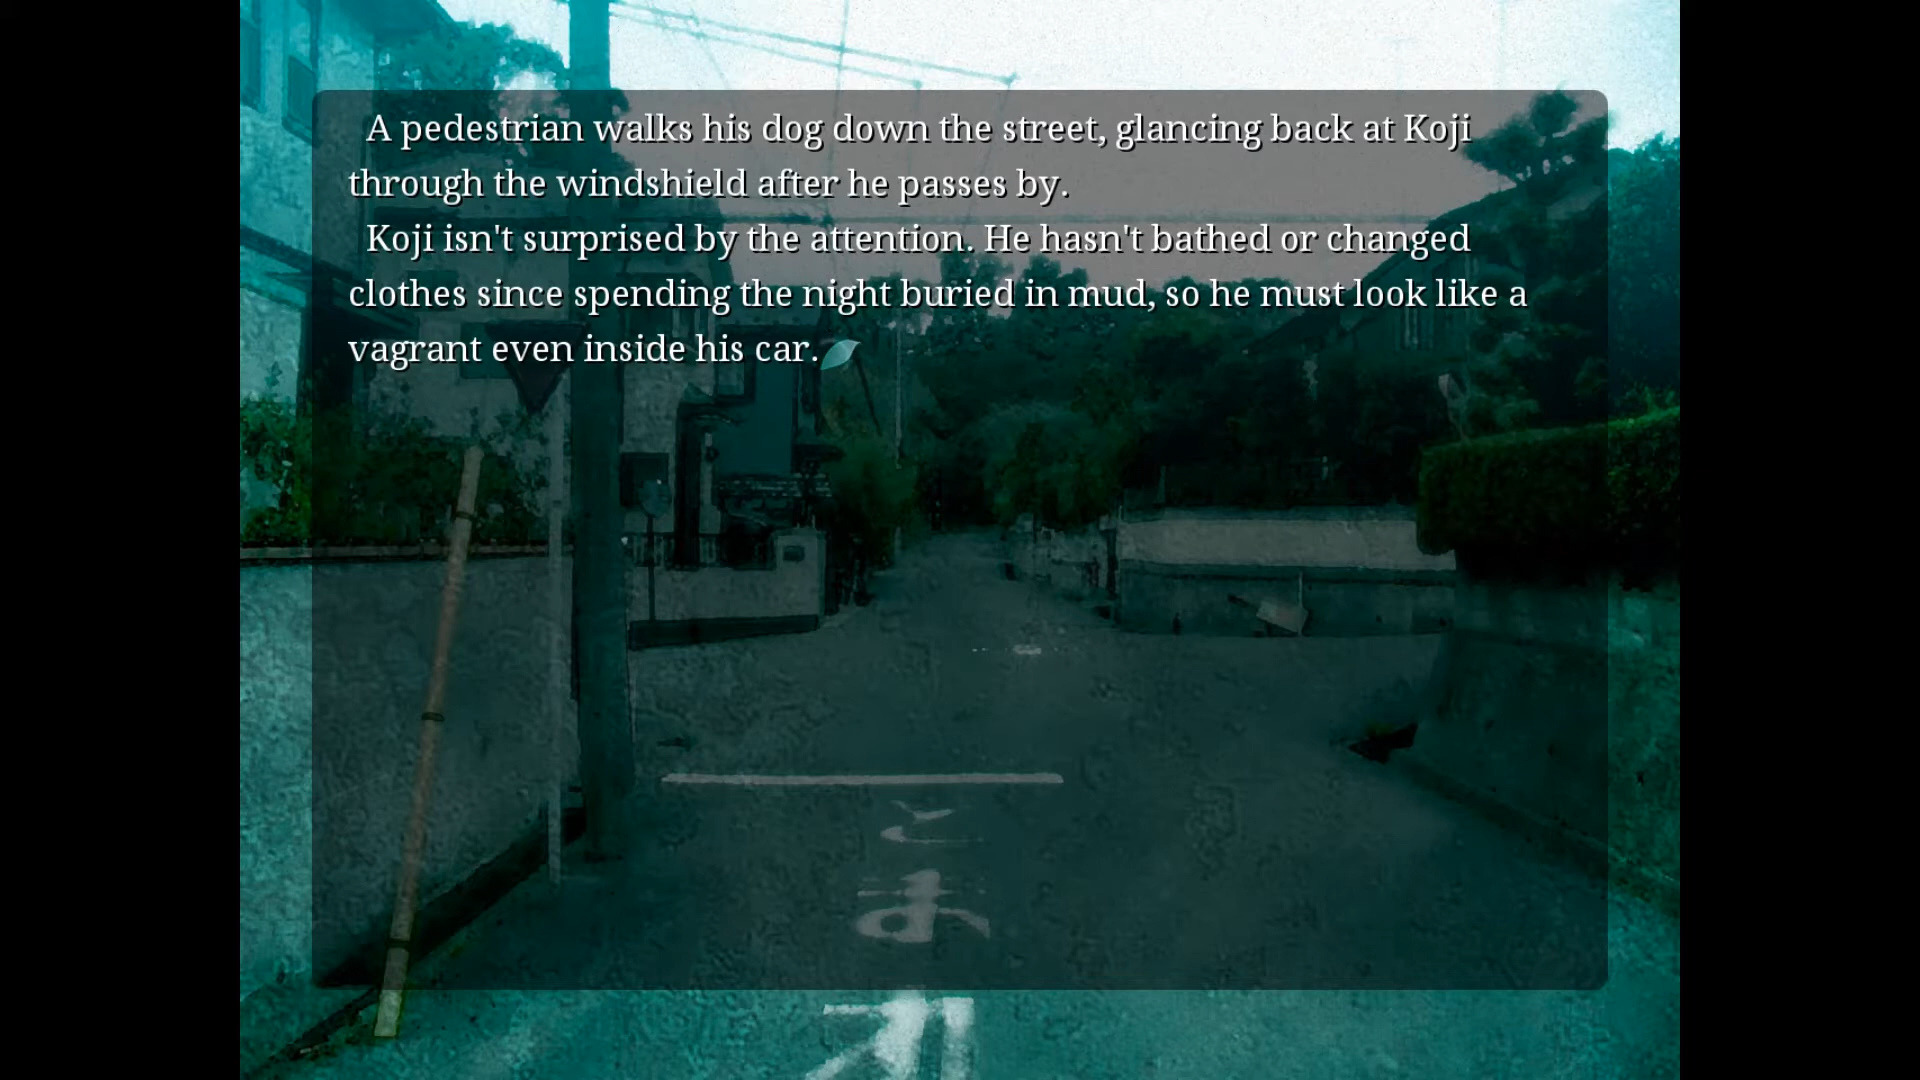 A pedestrian walks his dog down the street, glancing back at Koji
through the windshield after he passes by.
Koji isn't surprised by the attention. He hasn't bathed or changed
clothes since spending the night buried in mud, so he must look like a
vagrant even inside his car.
と
ま
れ